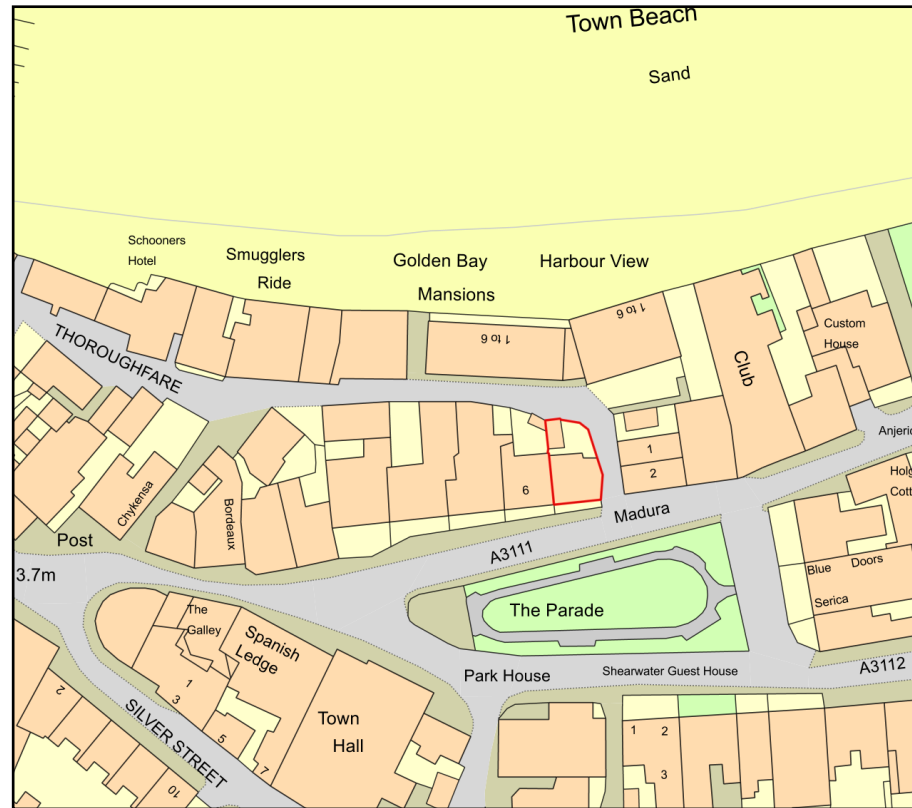 Town Beach
Sand
Schooners
Hotel
Smugglers
Ride
Golden Bay
Mansions
Harbour View
1 to 6
1 to 6
Custom
House
THOROUGHFARE
Club
Anjeric
1
2
Chykensa
Bordeaux
6
Holg
Cott
Madura
Post
A3111
3.7m
Blue Doors
Serica
The
Galley
The Parade
Spanish
Ledge
Park House
Shearwater Guest House
A3112
1
3
5
7
2
10
SILVER STREET
Town
Hall
1 2
3